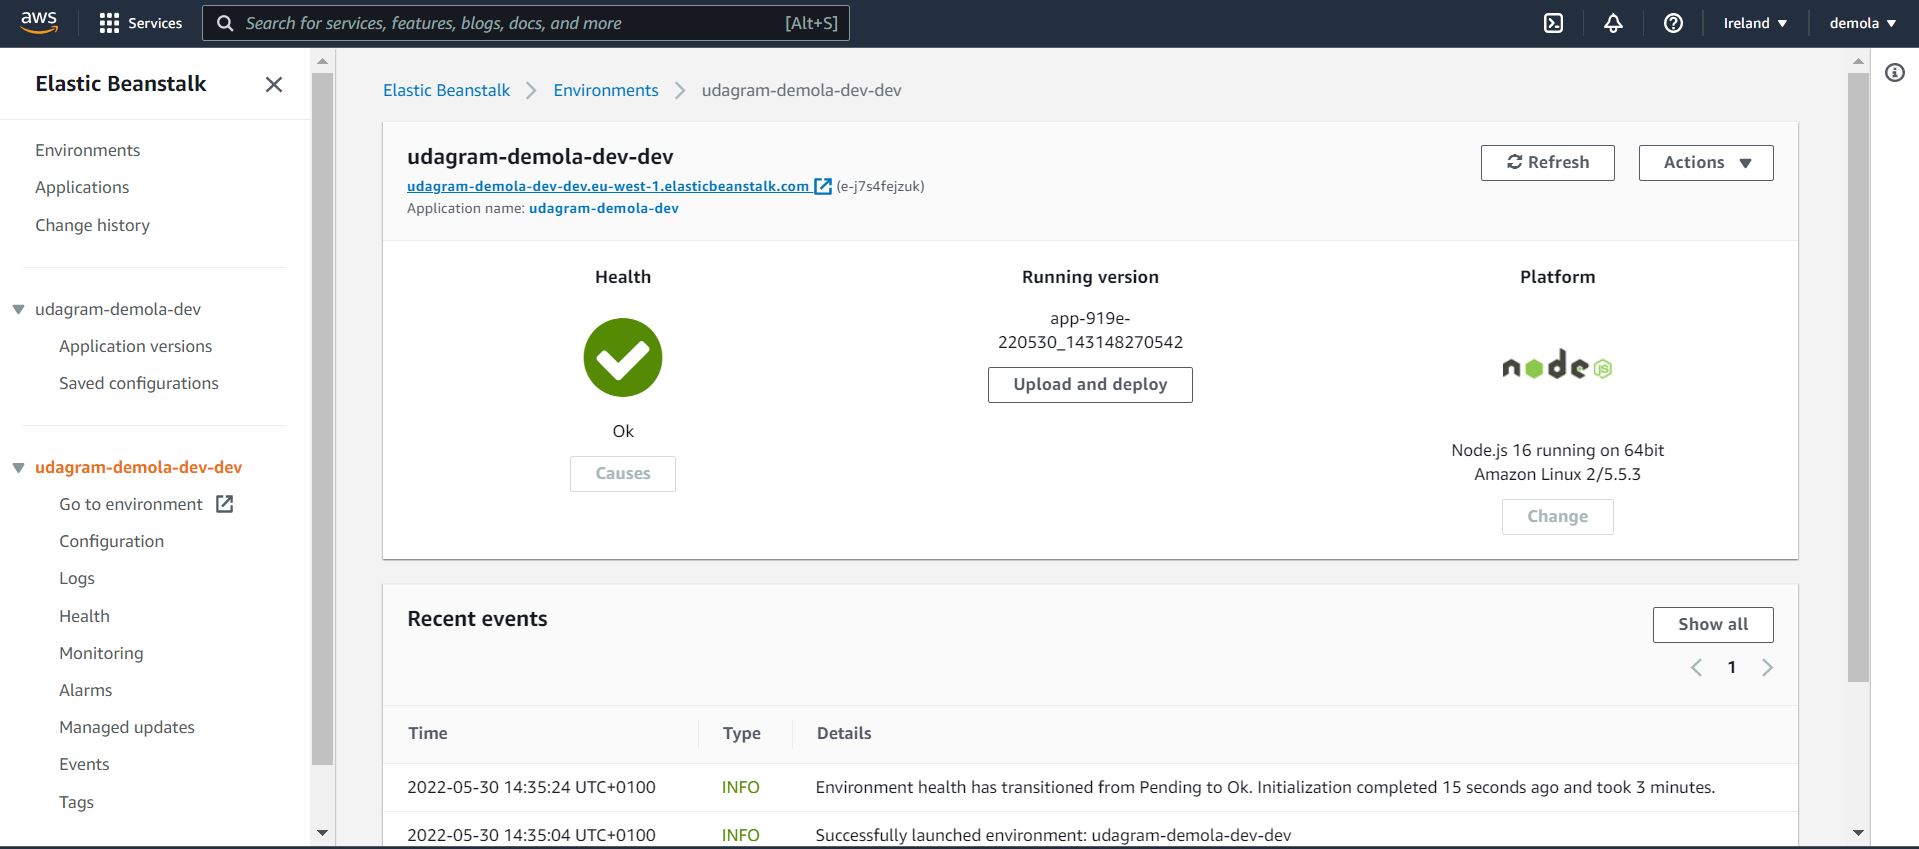 aws
Services
Search for services, features, blogs, docs, and more
[Alt+S]
Ireland
demola
Elastic Beanstalk
Environments
Applications
Change history
udagram-demola-dev
Application versions
Saved configurations
udagram-demola-dev-dev
Go to environment
Configuration
Logs
Health
Monitoring
Alarms
Managed updates
Events
Tags
Elastic Beanstalk
Environments
udagram-demola-dev-dev
udagram-demola-dev-dev
udagram-demola-dev-dev.eu-west-1.elasticbeanstalk.com (e-j7s4fejzuk)
Application name: udagram-demola-dev
Refresh
Actions
Health
Ok
Causes
Running version
app-919e-
220530_143148270542
Upload and deploy
Platform
node
JS
Node.js 16 running on 64bit
Amazon Linux 2/5.5.3
Change
Recent events
Show all
1
Time Type Details
2022-05-30 14:35:24 UTC+0100 INFO Environment health has transitioned from Pending to Ok. Initialization completed 15 seconds ago and took 3 minutes.
2022-05-30 14:35:04 UTC+0100 INFO Successfully launched environment: udagram-demola-dev-dev